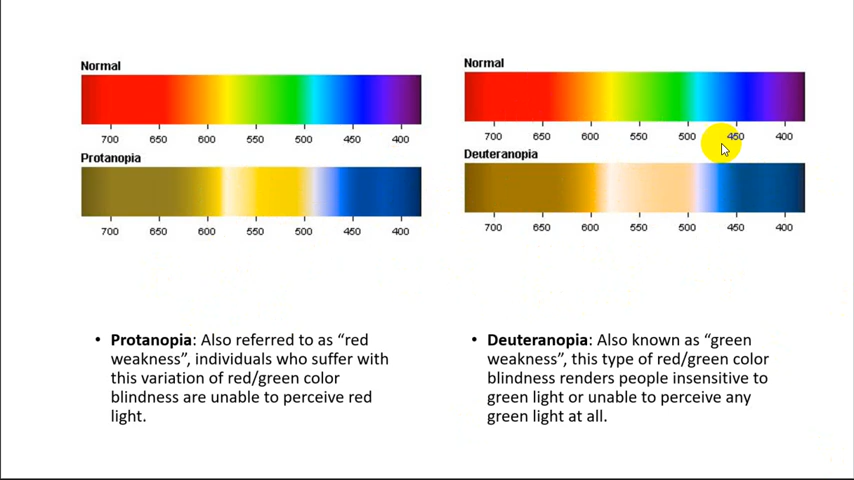 Normal
700 650 600 550 500 450 400
Protanopia
700 650 600 550 500 450 400
• Protanopia: Also referred to as “red
weakness”, individuals who suffer with
this variation of red/green color
blindness are unable to perceive red
light.
Normal
700 650 600 550 500 450 400
Deuteranopia
700 650 600 550 500 450 400
• Deuteranopia: Also known as “green
weakness”, this type of red/green color
blindness renders people insensitive to
green light or unable to perceive any
green light at all.